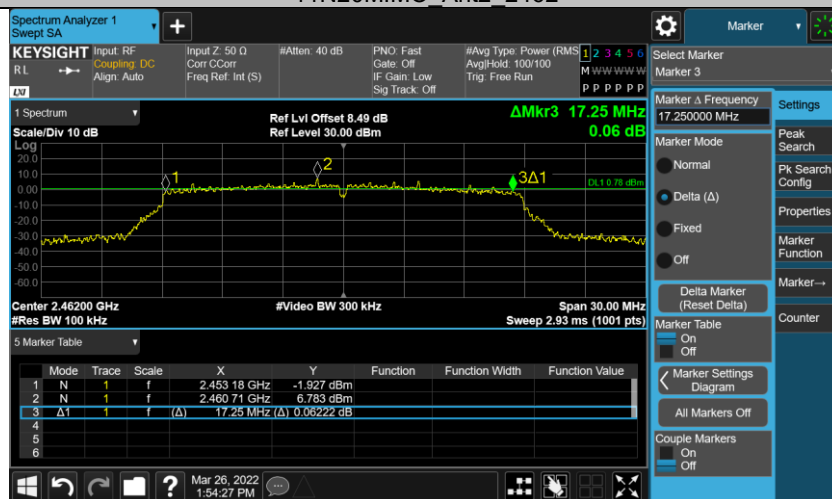 Spectrum Analyzer 1
Swept SA
+
KEYSIGHT
RL
LXI
Input: RF
Coupling: DC
Align: Auto
Input Z: 50 Ω
Corr CCorr
Freq Ref: Int (S)
#Atten: 40 dB
PNO: Fast
Gate: Off
IF Gain: Low
Sig Track: Off
#Avg Type: Power (RMS
Avg|Hold: 100/100
Trig: Free Run
1 2 3 4 5 6
M W W W W W
P P P P P P
1 Spectrum
Scale/Div 10 dB
Ref Lvl Offset 8.49 dB
Ref Level 30.00 dBm
ΔMkr3 17.25 MHz
0.06 dB
Log
20.0
10.0
0.00
-10.0
-20.0
-30.0
-40.0
-50.0
-60.0
1
2
3Δ1
DL1 0.78 dBm
Center 2.46200 GHz
#Video BW 300 kHz
Span 30.00 MHz
#Res BW 100 kHz
Sweep 2.93 ms (1001 pts)
5 Marker Table
Mode Trace Scale X Y Function Function Width Function Value
1 N 1 f 2.453 18 GHz -1.927 dBm
2 N 1 f 2.460 71 GHz 6.783 dBm
3 Δ1 1 f (Δ) 17.25 MHz (Δ) 0.06222 dB
4
5
6
?
Mar 26, 2022
1:54:27 PM
Marker
Select Marker
Marker 3
Marker Δ Frequency
17.250000 MHz
Marker Mode
Normal
Delta (Δ)
Fixed
Off
Delta Marker
(Reset Delta)
Marker Table
On
Off
Marker Settings
Diagram
All Markers Off
Couple Markers
On
Off
Settings
Peak
Search
Pk Search
Config
Properties
Marker
Function
Marker→
Counter